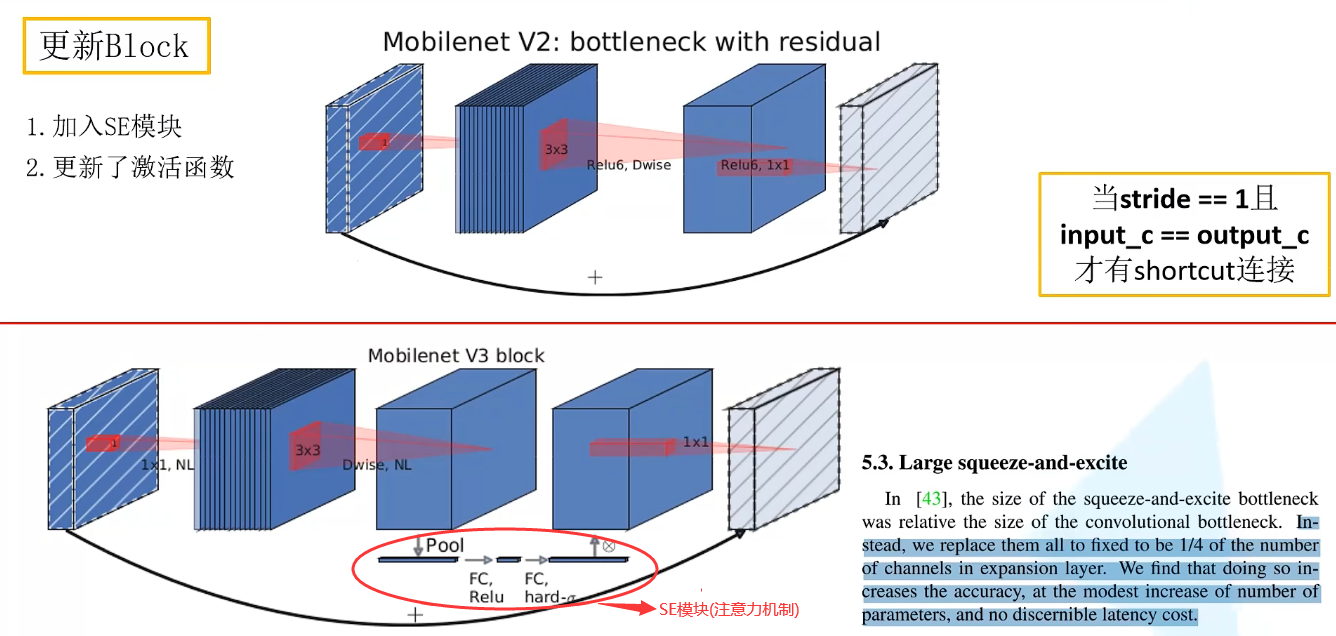 更新Block
1.加入SE模块
2.更新了激活函数
Mobilenet V2: bottleneck with residual
1
3x3
Relu6, Dwise
Relu6, 1x1
+
当stride == 1且
input_c == output_c
才有shortcut连接
Mobilenet V3 block
1
1x1, NL
3x3
Dwise, NL
1x1
Pool
⊗
FC,
Relu
FC,
hard-σ
+
SE模块(注意力机制)
5.3. Large squeeze-and-excite
In [43], the size of the squeeze-and-excite bottleneck
was relative the size of the convolutional bottleneck. In-
stead, we replace them all to fixed to be 1/4 of the number
of channels in expansion layer. We find that doing so in-
creases the accuracy, at the modest increase of number of
parameters, and no discernible latency cost.